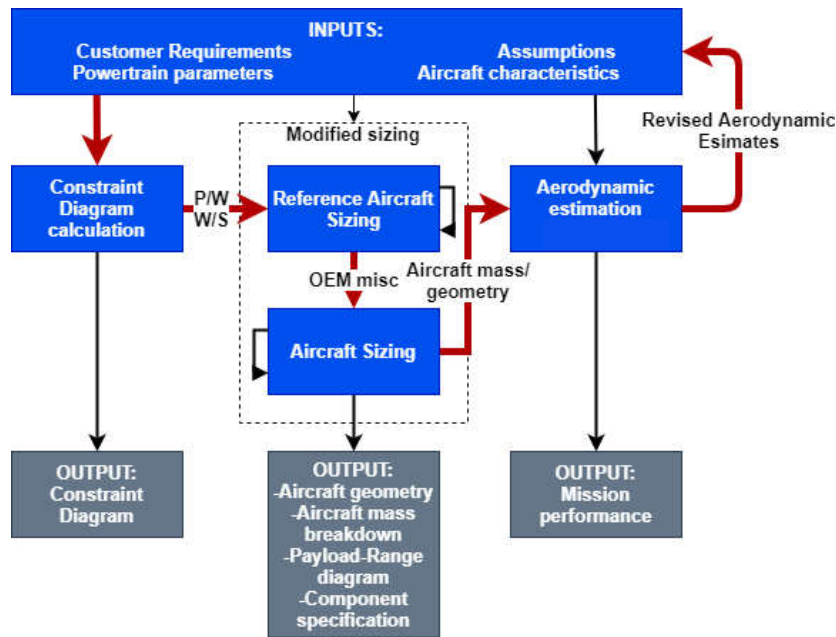 INPUTS:
Customer Requirements
Assumptions
Powertrain parameters
Aircraft characteristics
Revised Aerodynamic
Esimates
Modified sizing
Constraint
Diagram
calculation
P/W
W/S
Reference Aircraft
Sizing
Aerodynamic
estimation
OEM misc
Aircraft mass/
geometry
Aircraft Sizing
OUTPUT:
Constraint
Diagram
OUTPUT:
-Aircraft geometry
-Aircraft mass
breakdown
-Payload-Range
diagram
-Component
specification
OUTPUT:
Mission
performance